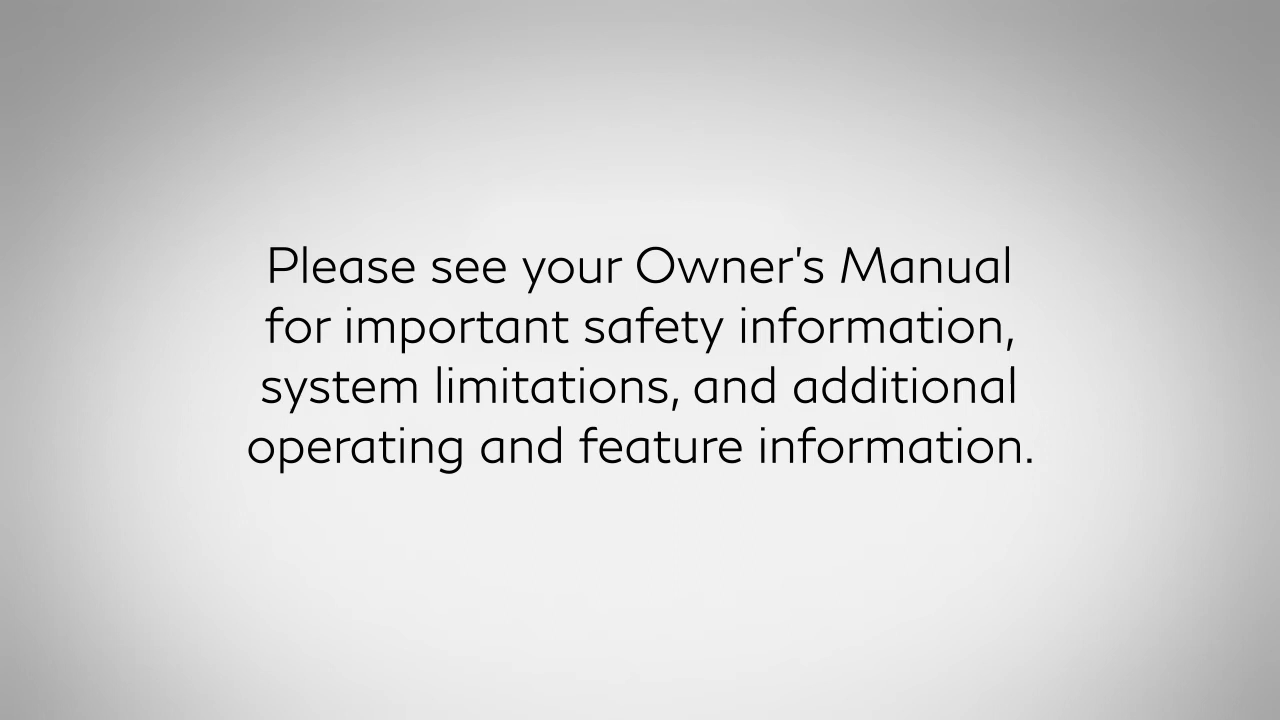 Please see your Owner's Manual
for important safety information,
system limitations, and additional
operating and feature information.